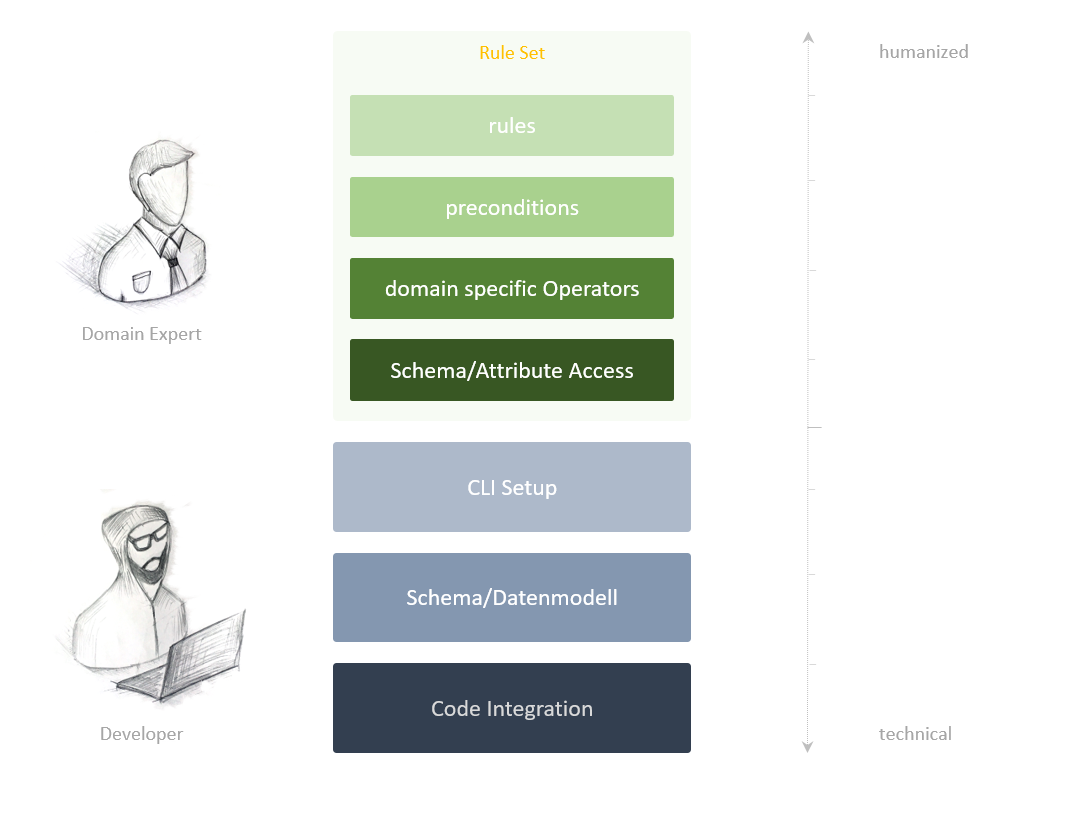 Rule Set
humanized
rules
preconditions
domain specific Operators
Domain Expert
Schema/Attribute Access
CLI Setup
Schema/Datenmodell
Code Integration
Developer
technical